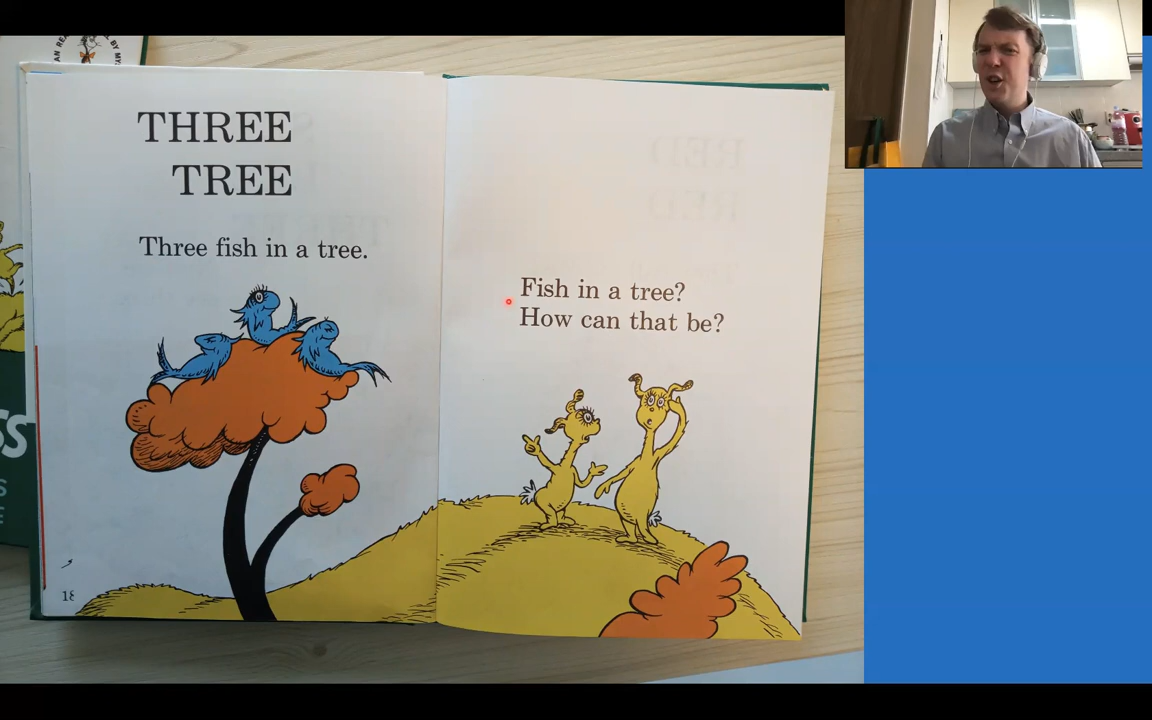 THREE
TREE
Three fish in a tree.
Fish in a tree?
How can that be?
18